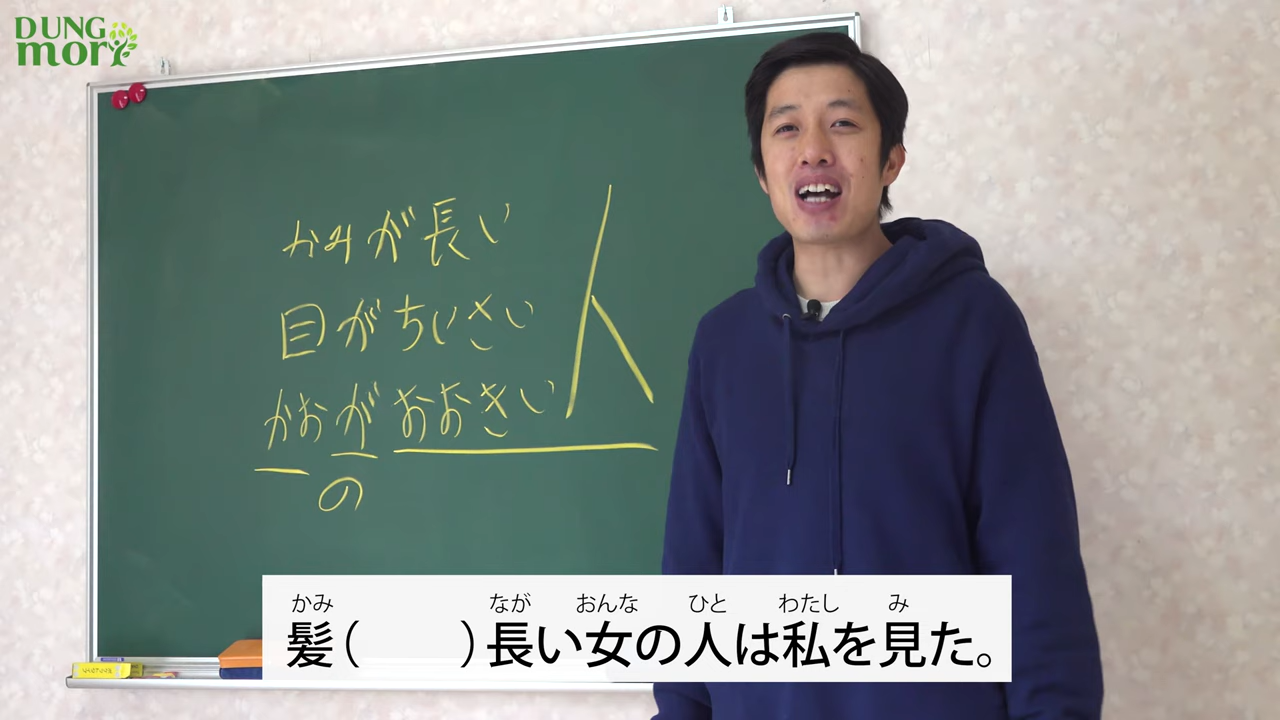 DUNG
mori
かみが長い
目がちいさい
かおがおおきい
人
の
かみ なが おんな ひと わたし み
髪( )長い女の人は私を見た。